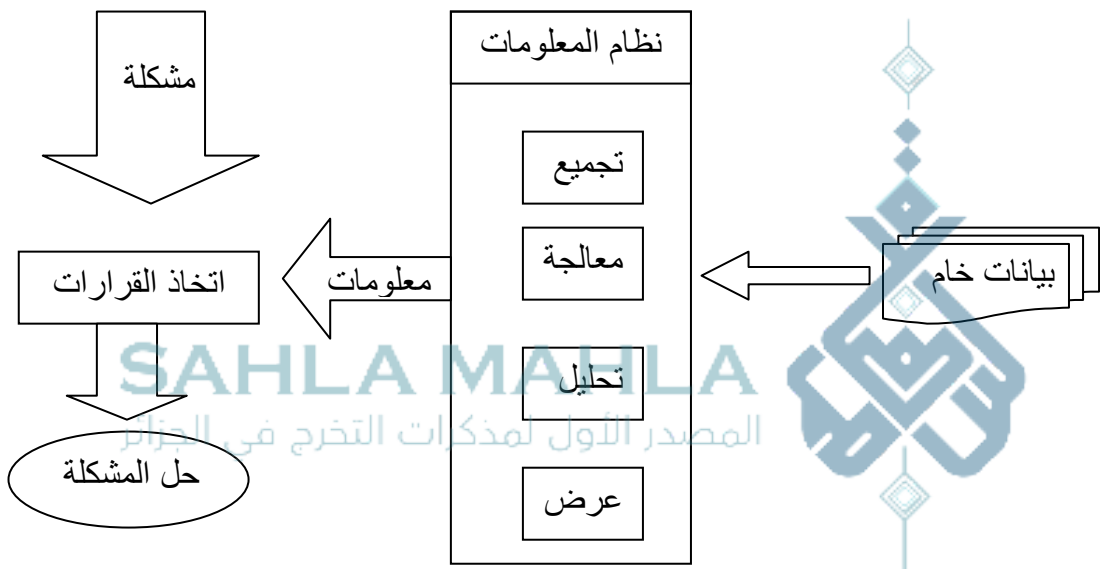 نظام المعلومات
مشكلة
تجميع
معالجة
بيانات خام
معلومات
اتخاذ القرارات
تحليل
عرض
حل المشكلة
SAHLA MAHLA
المصدر الأول لمذكرات التخرج في الجزائر